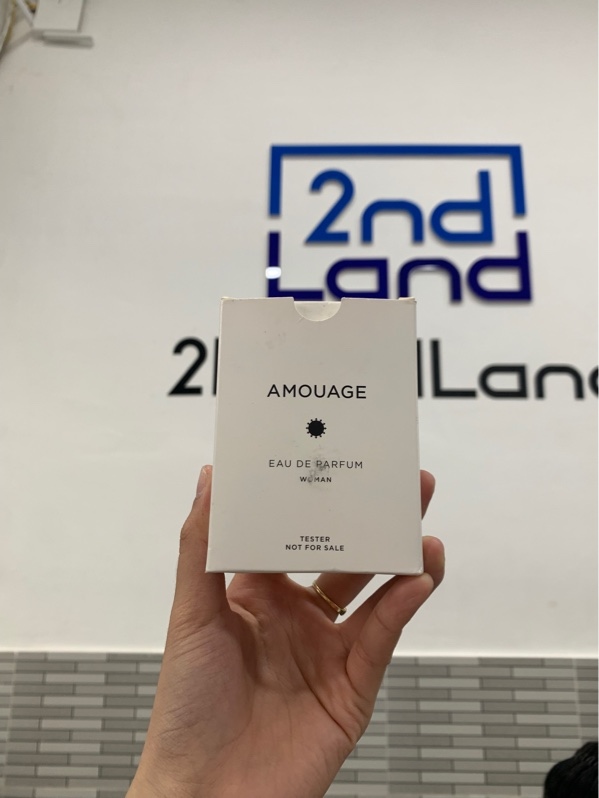 2nd
Land
AMOUAGE
EAU DE PARFUM
WOMAN
TESTER
NOT FOR SALE